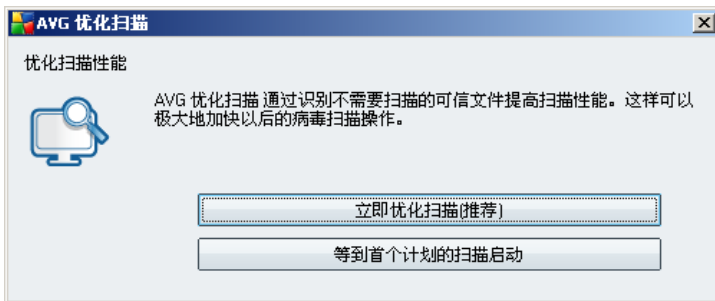 AVG 优化扫描
优化扫描性能
AVG 优化扫描 通过识别不需要扫描的可信文件提高扫描性能。这样可以
极大地加快以后的病毒扫描操作。
立即优化扫描(推荐)
等到首个计划的扫描启动